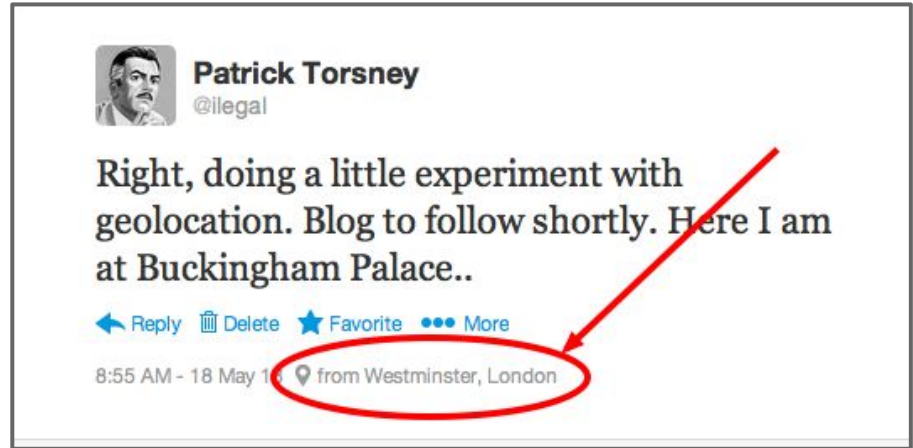 Patrick Torsney
@ilegal
Right, doing a little experiment with
geolocation. Blog to follow shortly. Here I am
at Buckingham Palace..
Reply Delete Favorite More
8:55 AM - 18 May from Westminster, London